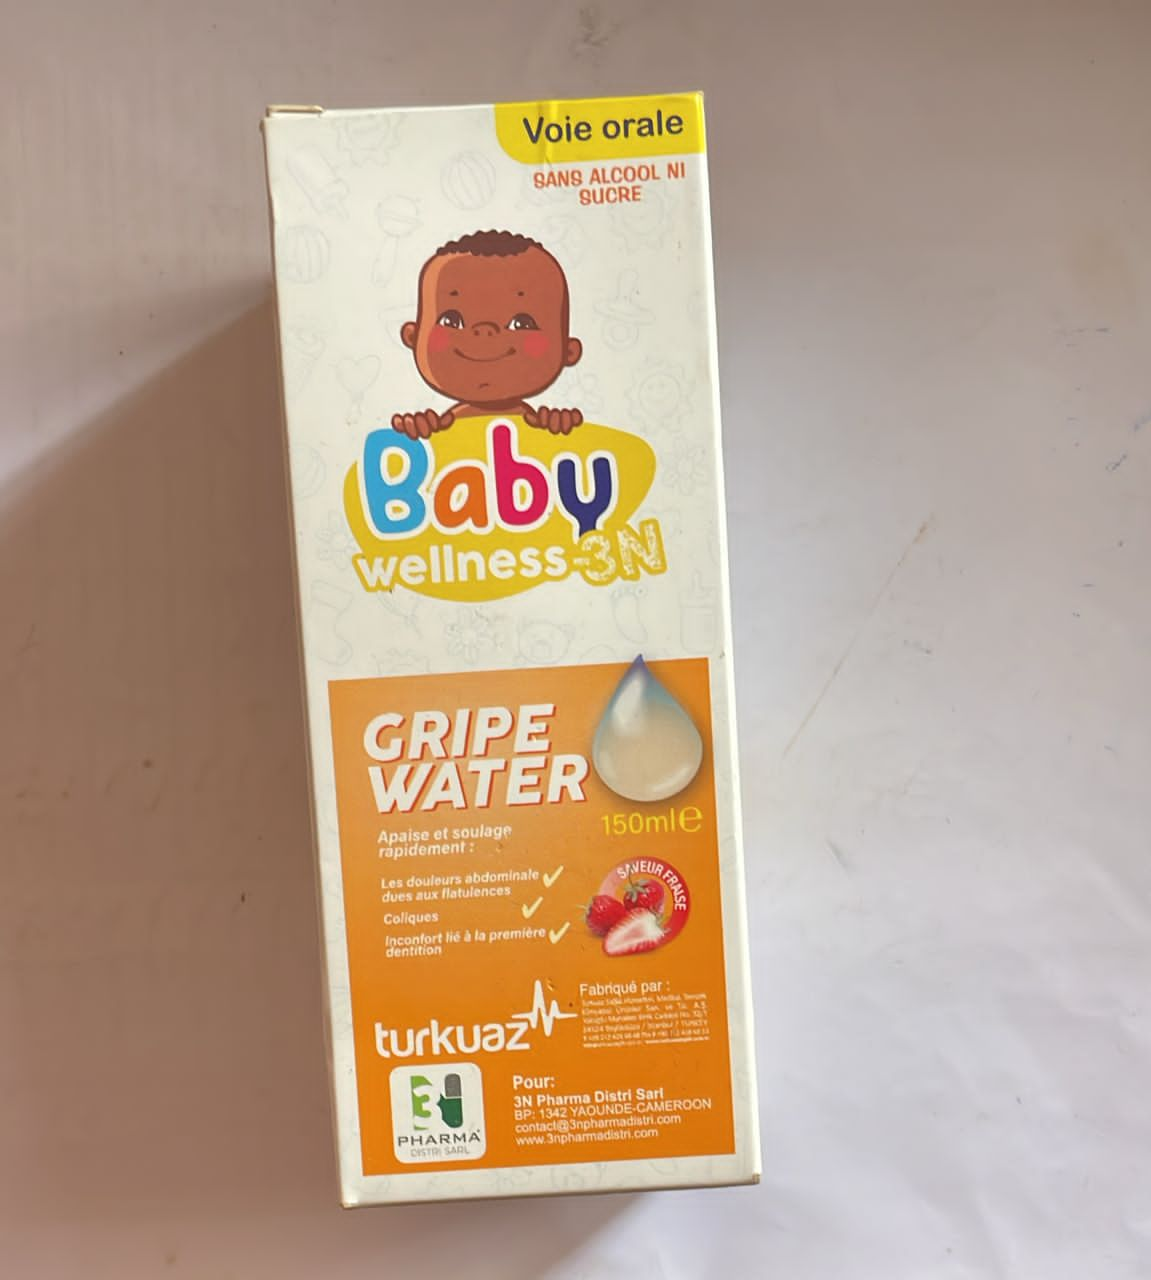 Voie orale
SANS ALCOOL NI
SUCRE
Baby
wellness-3N
GRIPE
WATER
150ml℮
Apaise et soulage
rapidement :
Les douleurs abdominale
dues aux flatulences
Coliques
Inconfort lié à la première
dentition
SAVEUR FRAISE
Fabriqué par :
turkuaz
3N
PHARMA
DISTRI SARL
Pour:
3N Pharma Distri Sarl
BP: 1342 YAOUNDE-CAMEROON
contact@3npharmadistri.com
www.3npharmadistri.com